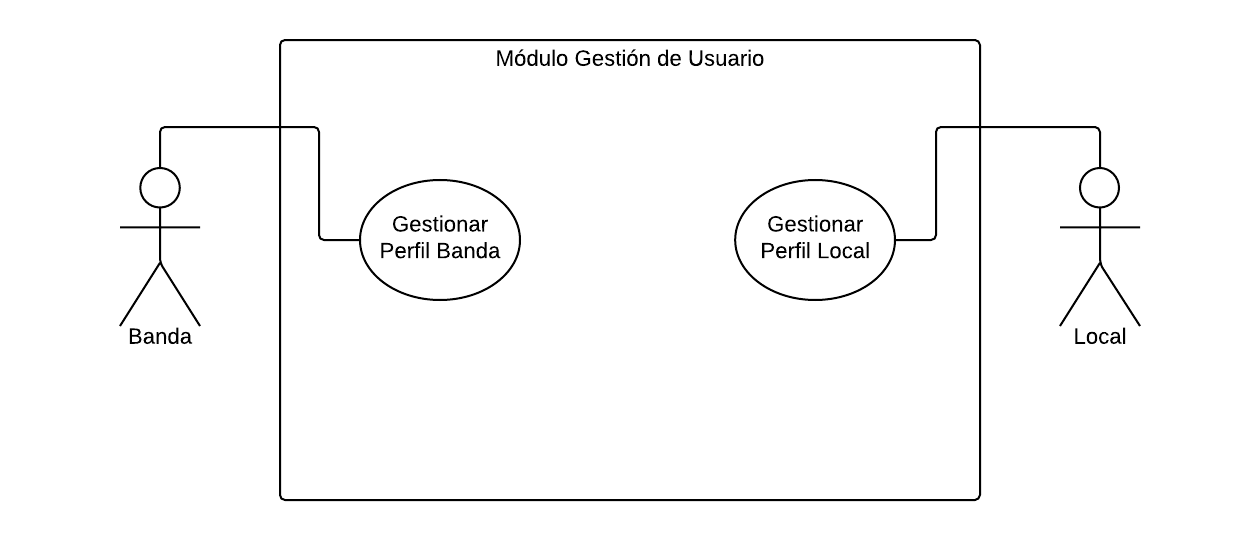 Módulo Gestión de Usuario
Gestionar
Perfil Banda
Gestionar
Perfil Local
Banda
Local